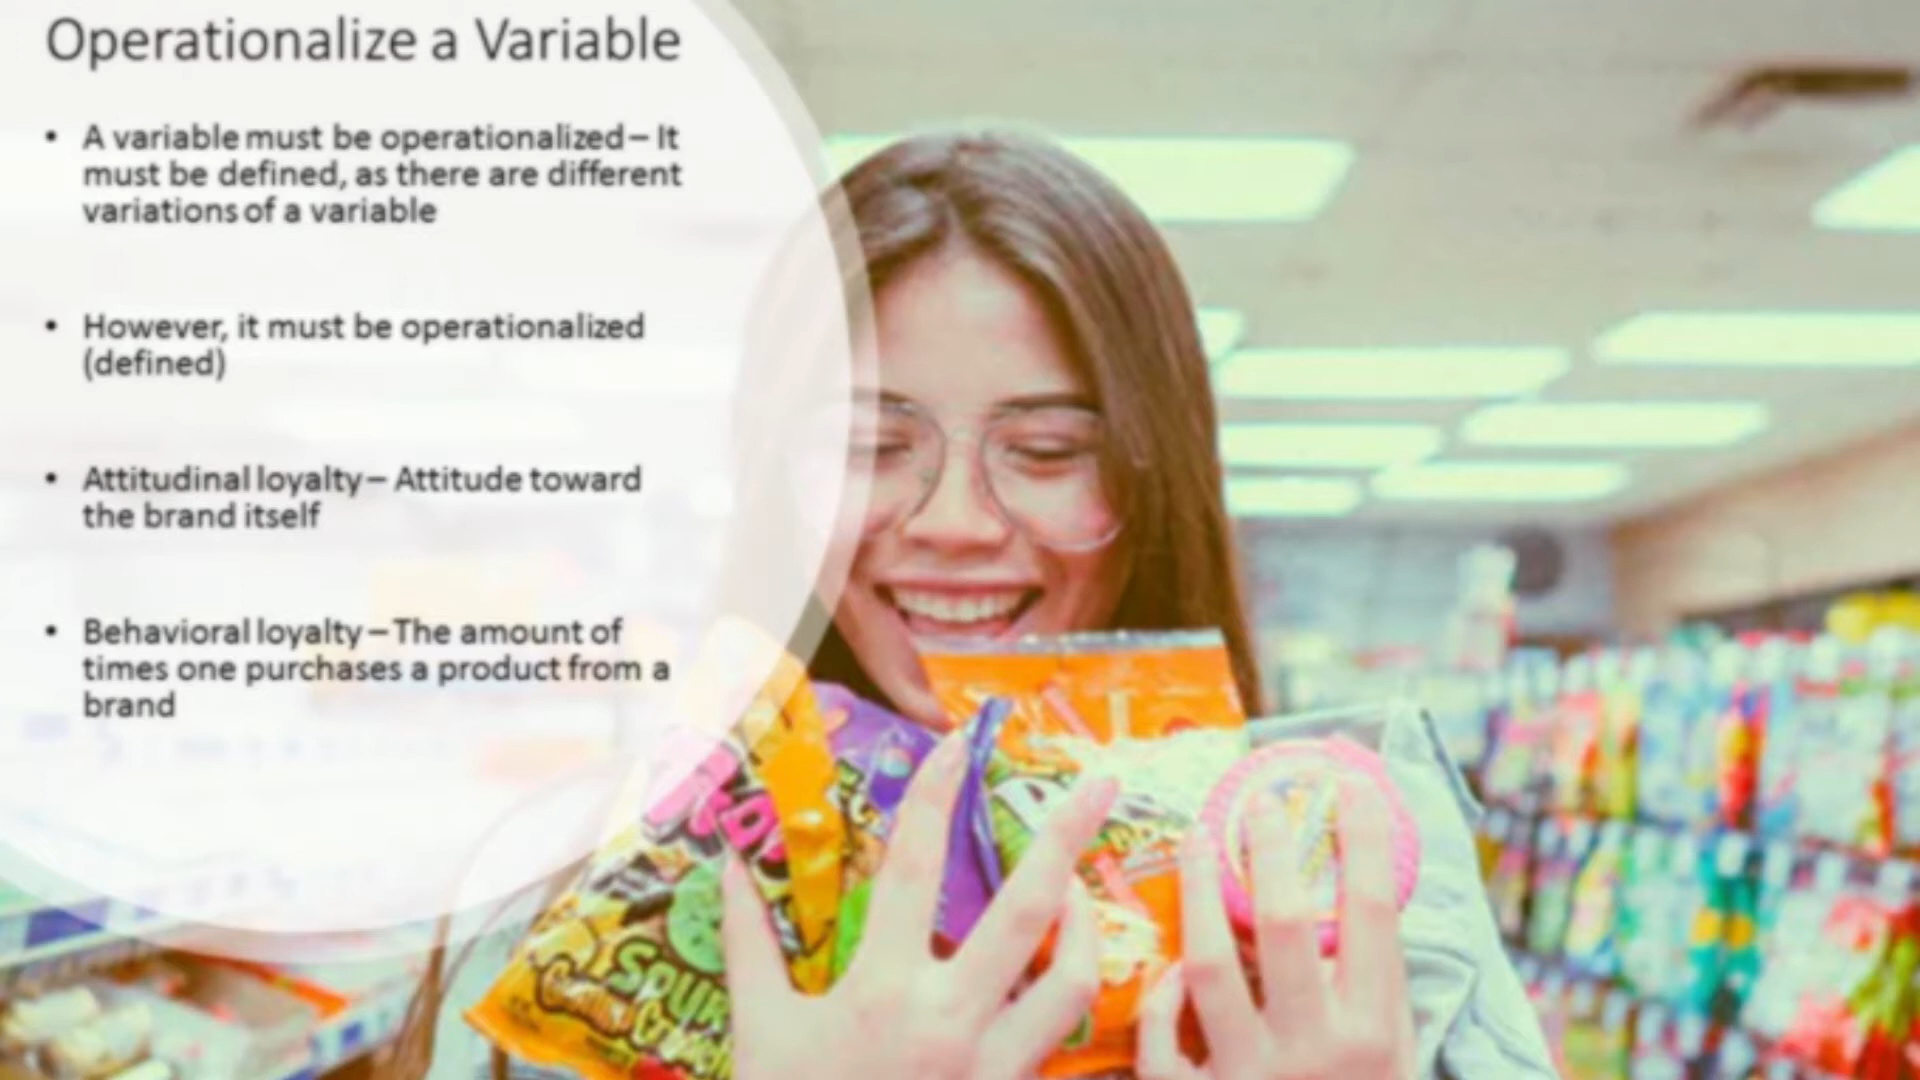 Operationalize a Variable
• A variable must be operationalized – It
must be defined, as there are different
variations of a variable
• However, it must be operationalized
(defined)
• Attitudinal loyalty – Attitude toward
the brand itself
• Behavioral loyalty – The amount of
times one purchases a product from a
brand
SOUR